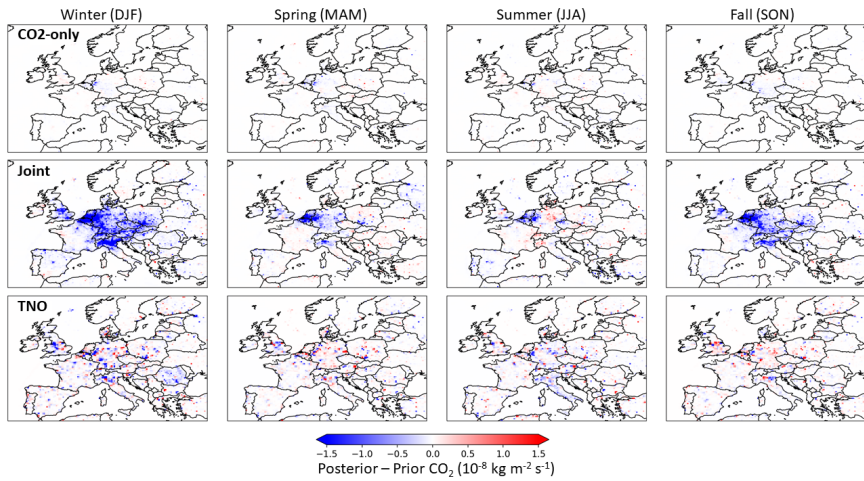 Winter (DJF) Spring (MAM) Summer (JJA) Fall (SON)
CO2-only
Joint
TNO
−1.5 −1.0 −0.5 0.0 0.5 1.0 1.5
Posterior – Prior CO₂ (10⁻⁸ kg m⁻² s⁻¹)